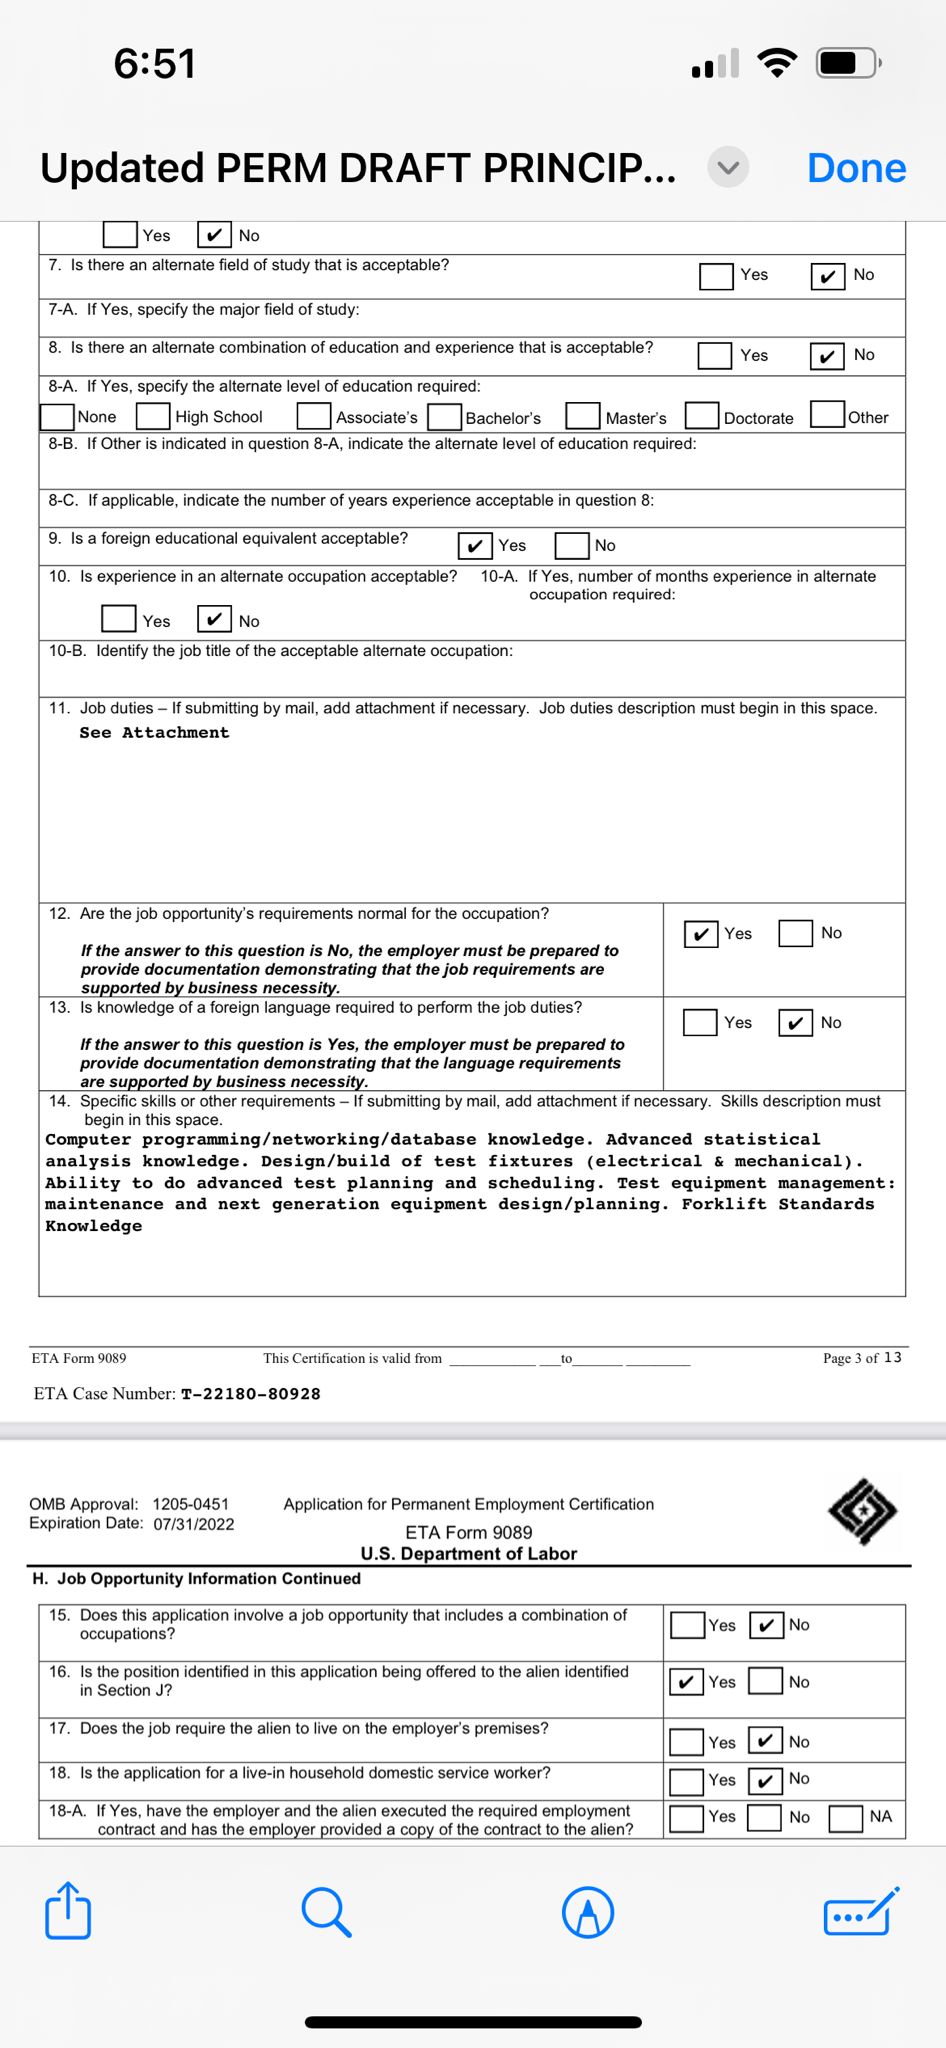 6:51
Updated PERM DRAFT PRINCIP...
Done
Yes ✔ No
7. Is there an alternate field of study that is acceptable?
Yes ✔ No
7-A. If Yes, specify the major field of study:
8. Is there an alternate combination of education and experience that is acceptable?
Yes ✔ No
8-A. If Yes, specify the alternate level of education required:
None High School Associate's Bachelor's Master's Doctorate Other
8-B. If Other is indicated in question 8-A, indicate the alternate level of education required:
8-C. If applicable, indicate the number of years experience acceptable in question 8:
9. Is a foreign educational equivalent acceptable? ✔ Yes No
10. Is experience in an alternate occupation acceptable? 10-A. If Yes, number of months experience in alternate
occupation required:
Yes ✔ No
10-B. Identify the job title of the acceptable alternate occupation:
11. Job duties – If submitting by mail, add attachment if necessary. Job duties description must begin in this space.
See Attachment
12. Are the job opportunity's requirements normal for the occupation?
✔ Yes No
If the answer to this question is No, the employer must be prepared to
provide documentation demonstrating that the job requirements are
supported by business necessity.
13. Is knowledge of a foreign language required to perform the job duties?
Yes ✔ No
If the answer to this question is Yes, the employer must be prepared to
provide documentation demonstrating that the language requirements
are supported by business necessity.
14. Specific skills or other requirements – If submitting by mail, add attachment if necessary. Skills description must
begin in this space.
Computer programming/networking/database knowledge. Advanced statistical
analysis knowledge. Design/build of test fixtures (electrical & mechanical).
Ability to do advanced test planning and scheduling. Test equipment management:
maintenance and next generation equipment design/planning. Forklift Standards
Knowledge
ETA Form 9089 This Certification is valid from ____________ ___to_______ _________ Page 3 of 13
ETA Case Number: T-22180-80928
OMB Approval: 1205-0451 Application for Permanent Employment Certification
Expiration Date: 07/31/2022
ETA Form 9089
U.S. Department of Labor
H. Job Opportunity Information Continued
15. Does this application involve a job opportunity that includes a combination of
occupations?
Yes ✔ No
16. Is the position identified in this application being offered to the alien identified
in Section J?
✔ Yes No
17. Does the job require the alien to live on the employer's premises?
Yes ✔ No
18. Is the application for a live-in household domestic service worker?
Yes ✔ No
18-A. If Yes, have the employer and the alien executed the required employment
contract and has the employer provided a copy of the contract to the alien?
Yes No NA